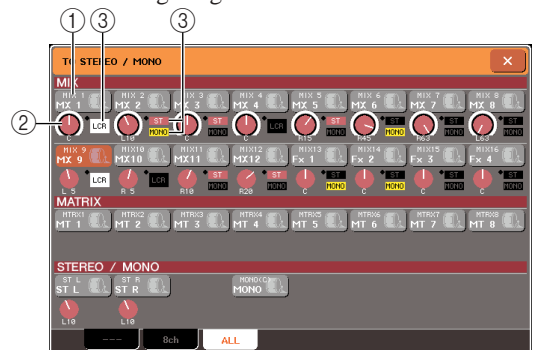 ① ③ ③
TO STEREO / MONO
MIX
MIX 1 MIX 2 MIX 3 MIX 4 MIX 5 MIX 6 MIX 7 MIX 8
MX 1 MX 2 MX 3 MX 4 MX 5 MX 6 MX 7 MX 8
② LCR ST ST LCR ST ST ST ST
MONO MONO MONO MONO MONO MONO
C L10 C C R15 R45 R63 L63
MIX 9 MIX10 MIX11 MIX12 MIX13 MIX14 MIX15 MIX16
MX 9 MX10 MX11 MX12 Fx 1 Fx 2 Fx 3 Fx 4
LCR LCR ST ST ST ST ST ST
MONO MONO MONO MONO MONO MONO
L 5 R 5 R10 R20 C C C C
MATRIX
MTRX1 MTRX2 MTRX3 MTRX4 MTRX5 MTRX6 MTRX7 MTRX8
MT 1 MT 2 MT 3 MT 4 MT 5 MT 6 MT 7 MT 8
STEREO / MONO
ST L ST R MONO(C)
ST L ST R MONO
L10 L10
--- 8ch ALL